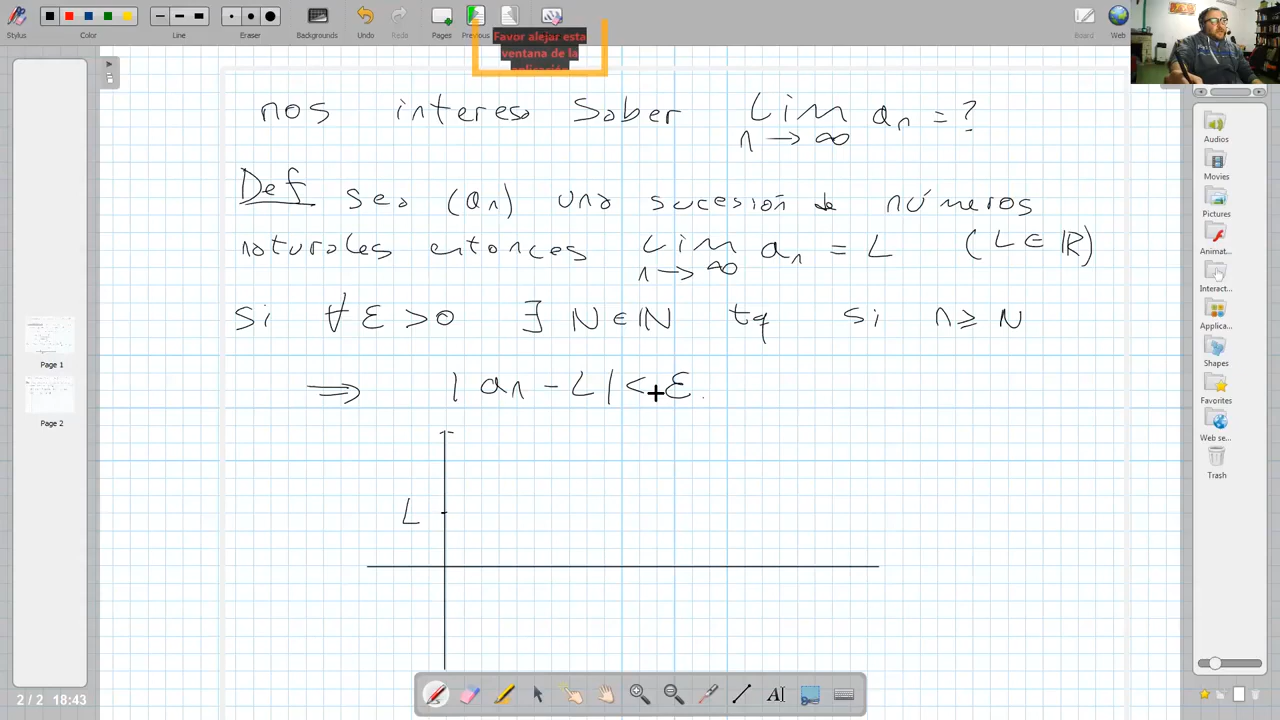 Stylus
Color
Line
Eraser
Backgrounds
Undo
Redo
Pages
Previous
Board
Web
Favor alejar esta
ventana de la
aplicación
nos interesa Saber Lim aₙ = ?
n → ∞
Def sea (aₙ) una sucesión de números
naturales entonces Lim aₙ = L (L ∈ ℝ)
n → ∞
si ∀ ε > 0 ∃ N ∈ ℕ tq si n ≥ N
⟹ | aₙ - L | < ε.
L
Page 1
Page 2
2 / 2 18:43
Audios
Movies
Pictures
Animat...
Interact...
Applica...
Shapes
Favorites
Web se...
Trash
AI